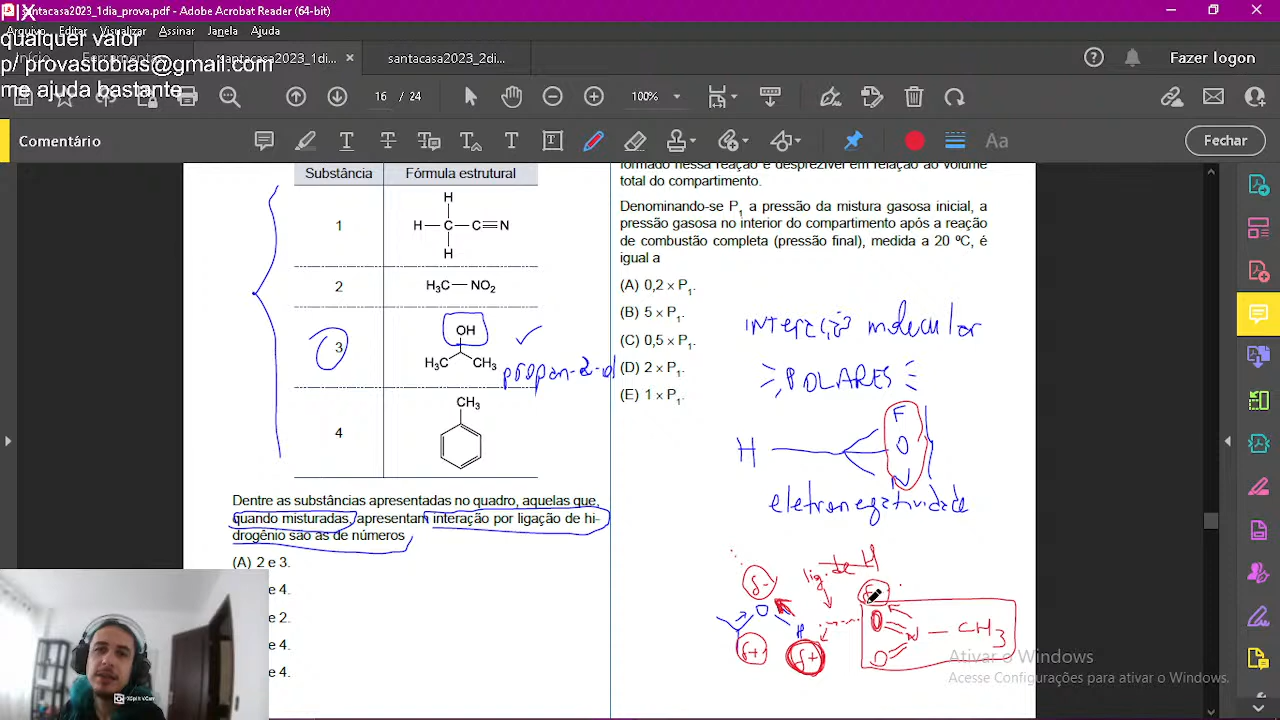 santacasa2023_1dia_prova.pdf - Adobe Acrobat Reader (64-bit)
Arquivo Editar Visualizar Assinar Janela Ajuda
qualquer valor
p/ provastobias@gmail.com
me ajuda bastante
santacasa2023_1di... ×
santacasa2023_2di...
Fazer logon
16 / 24
100%
Comentário
Fechar
Substância Fórmula estrutural
1
H
H — C — C ≡ N
H
2
H₃C — NO₂
3
OH
H₃C CH₃
propan-2-ol
4
CH₃
Dentre as substâncias apresentadas no quadro, aquelas que,
quando misturadas, apresentam interação por ligação de hi-
drogênio são as de números
(A) 2 e 3.
e 4.
e 2.
e 4.
e 4.
XSplit VCam
formado nessa reação é desprezível em relação ao volume
total do compartimento.
Denominando-se P₁ a pressão da mistura gasosa inicial, a
pressão gasosa no interior do compartimento após a reação
de combustão completa (pressão final), medida a 20 ºC, é
igual a
(A) 0,2 × P₁.
(B) 5 × P₁.
(C) 0,5 × P₁.
(D) 2 × P₁.
(E) 1 × P₁.
molecular
POLARES
F
H O
N
eletronegatividade
lig. de H
δ-
O
H
δ+
δ+
O
N — CH₃
O
Ativar o Windows
Acesse Configurações para ativar o Windows.